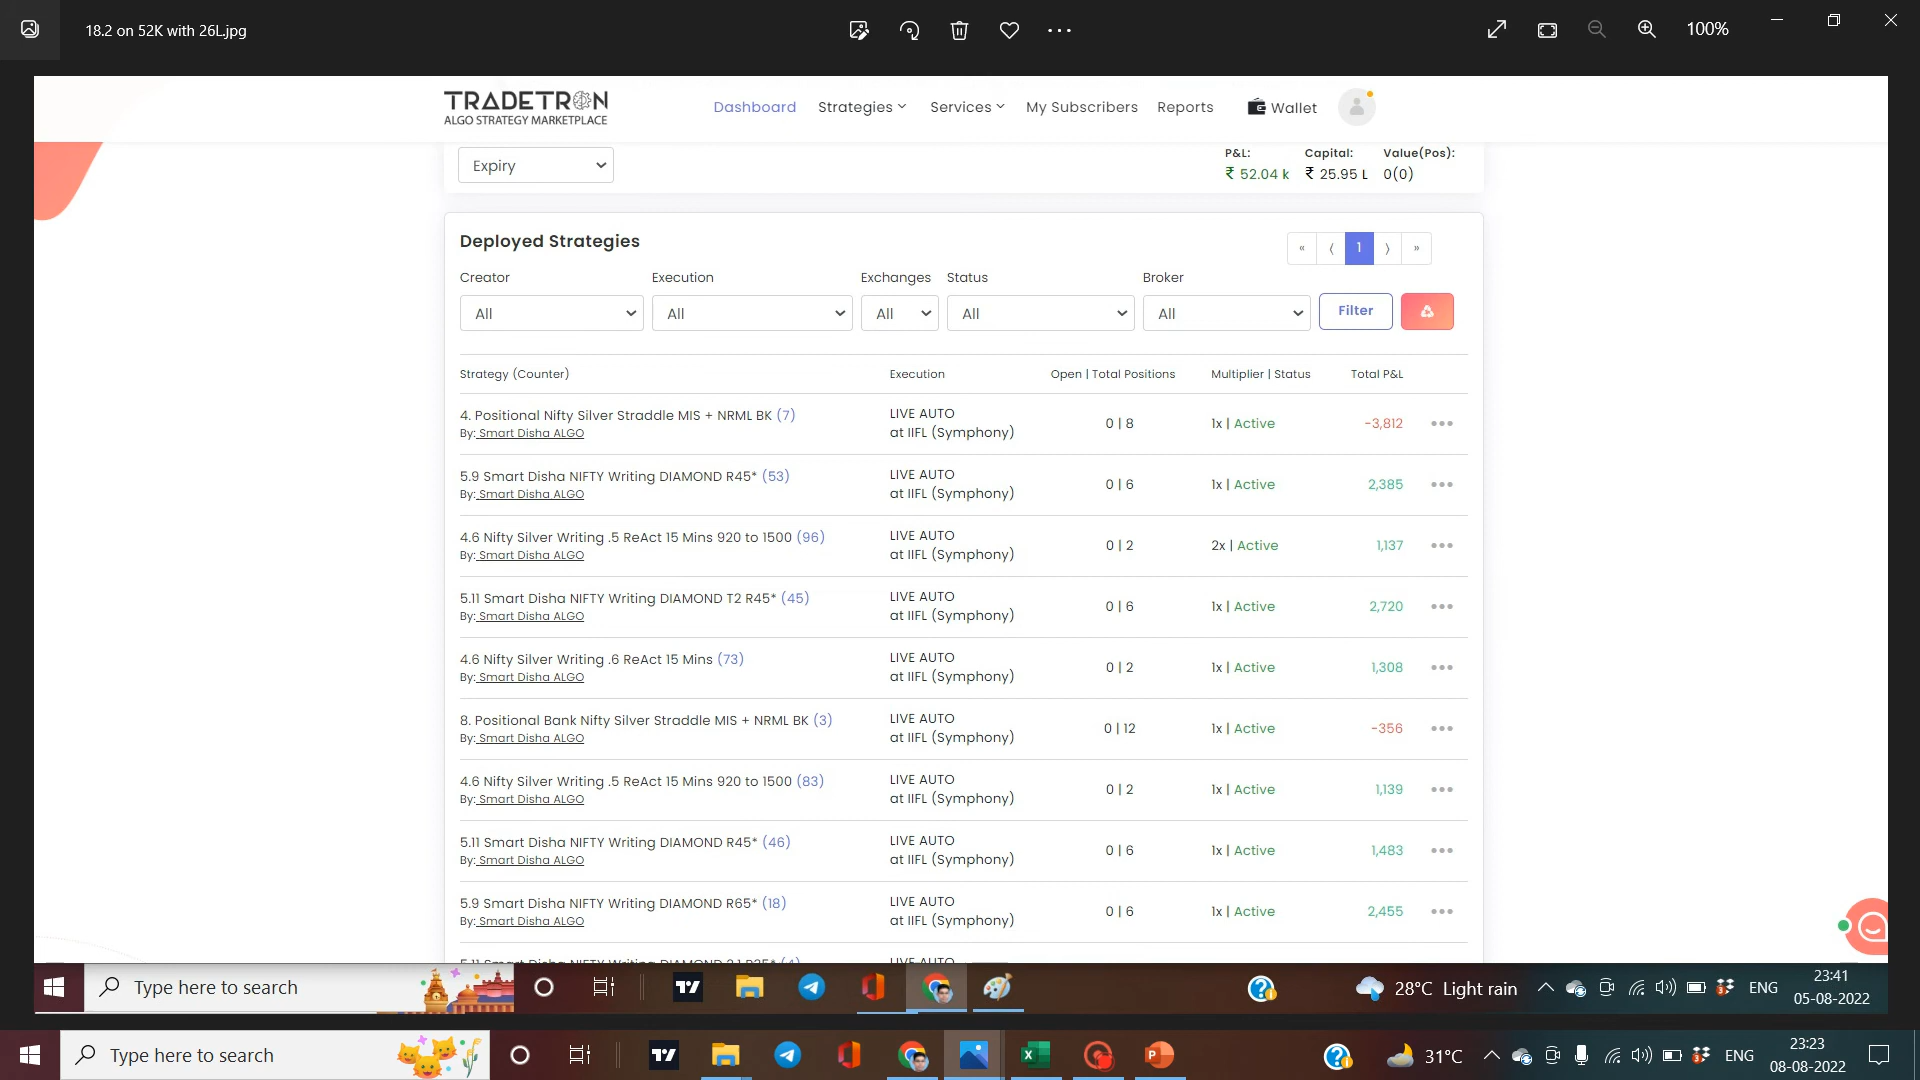 18.2 on 52K with 26L.jpg
100%
TRADETRON
ALGO STRATEGY MARKETPLACE
Dashboard Strategies Services My Subscribers Reports Wallet
P&L: Capital: Value(Pos):
Expiry
₹ 52.04 k ₹ 25.95 L 0(0)
Deployed Strategies
« ⟨ 1 ⟩ »
Creator Execution Exchanges Status Broker
All All All All All Filter
Strategy (Counter) Execution Open | Total Positions Multiplier | Status Total P&L
4. Positional Nifty Silver Straddle MIS + NRML BK (7) LIVE AUTO
By: Smart Disha ALGO at IIFL (Symphony) 0 | 8 1x | Active -3,812
5.9 Smart Disha NIFTY Writing DIAMOND R45* (53) LIVE AUTO
By: Smart Disha ALGO at IIFL (Symphony) 0 | 6 1x | Active 2,385
4.6 Nifty Silver Writing .5 ReAct 15 Mins 920 to 1500 (96) LIVE AUTO
By: Smart Disha ALGO at IIFL (Symphony) 0 | 2 2x | Active 1,137
5.11 Smart Disha NIFTY Writing DIAMOND T2 R45* (45) LIVE AUTO
By: Smart Disha ALGO at IIFL (Symphony) 0 | 6 1x | Active 2,720
4.6 Nifty Silver Writing .6 ReAct 15 Mins (73) LIVE AUTO
By: Smart Disha ALGO at IIFL (Symphony) 0 | 2 1x | Active 1,308
8. Positional Bank Nifty Silver Straddle MIS + NRML BK (3) LIVE AUTO
By: Smart Disha ALGO at IIFL (Symphony) 0 | 12 1x | Active -356
4.6 Nifty Silver Writing .5 ReAct 15 Mins 920 to 1500 (83) LIVE AUTO
By: Smart Disha ALGO at IIFL (Symphony) 0 | 2 1x | Active 1,139
5.11 Smart Disha NIFTY Writing DIAMOND R45* (46) LIVE AUTO
By: Smart Disha ALGO at IIFL (Symphony) 0 | 6 1x | Active 1,483
5.9 Smart Disha NIFTY Writing DIAMOND R65* (18) LIVE AUTO
By: Smart Disha ALGO at IIFL (Symphony) 0 | 6 1x | Active 2,455
Smart Disha NIFTY Writing DIAMOND LIVE AUTO
Type here to search 28°C Light rain ENG 23:41
05-08-2022
Type here to search 31°C ENG 23:23
08-08-2022